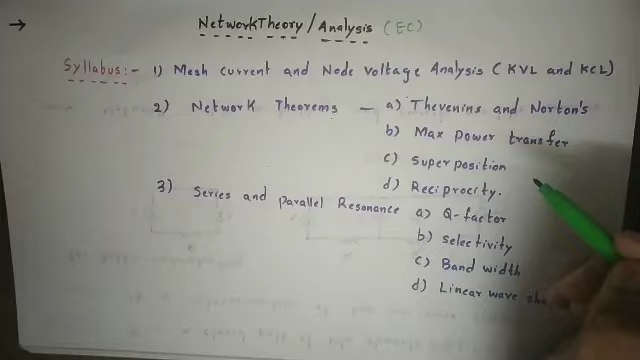 → Network Theory / Analysis (EC)
Syllabus:- 1) Mesh current and Node Voltage Analysis (KVL and KCL)
2) Network Theorems - a) Thevenins and Norton's
b) Max power transfer
c) Superposition
d) Reciprocity.
3) Series and parallel Resonance a) Q-factor
b) selectivity
c) Band width
d) Linear wave